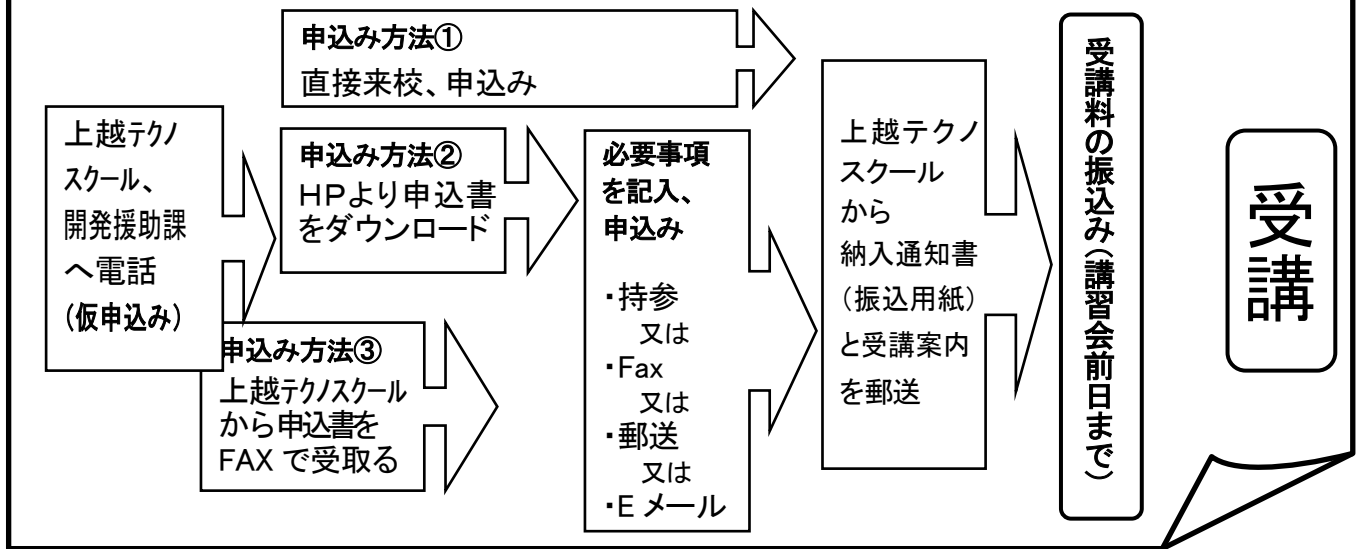 上越テクノ
スクール、
開発援助課
へ電話
(仮申込み)
申込み方法①
直接来校、申込み
申込み方法②
HPより申込書
をダウンロード
申込み方法③
上越テクノスクール
から申込書を
FAX で受取る
必要事項
を記入、
申込み
・持参
又は
・Fax
又は
・郵送
又は
・E メール
上越テクノ
スクール
から
納入通知書
（振込用紙）
と受講案内
を郵送
受講料の振込み（講習会前日まで）
受講